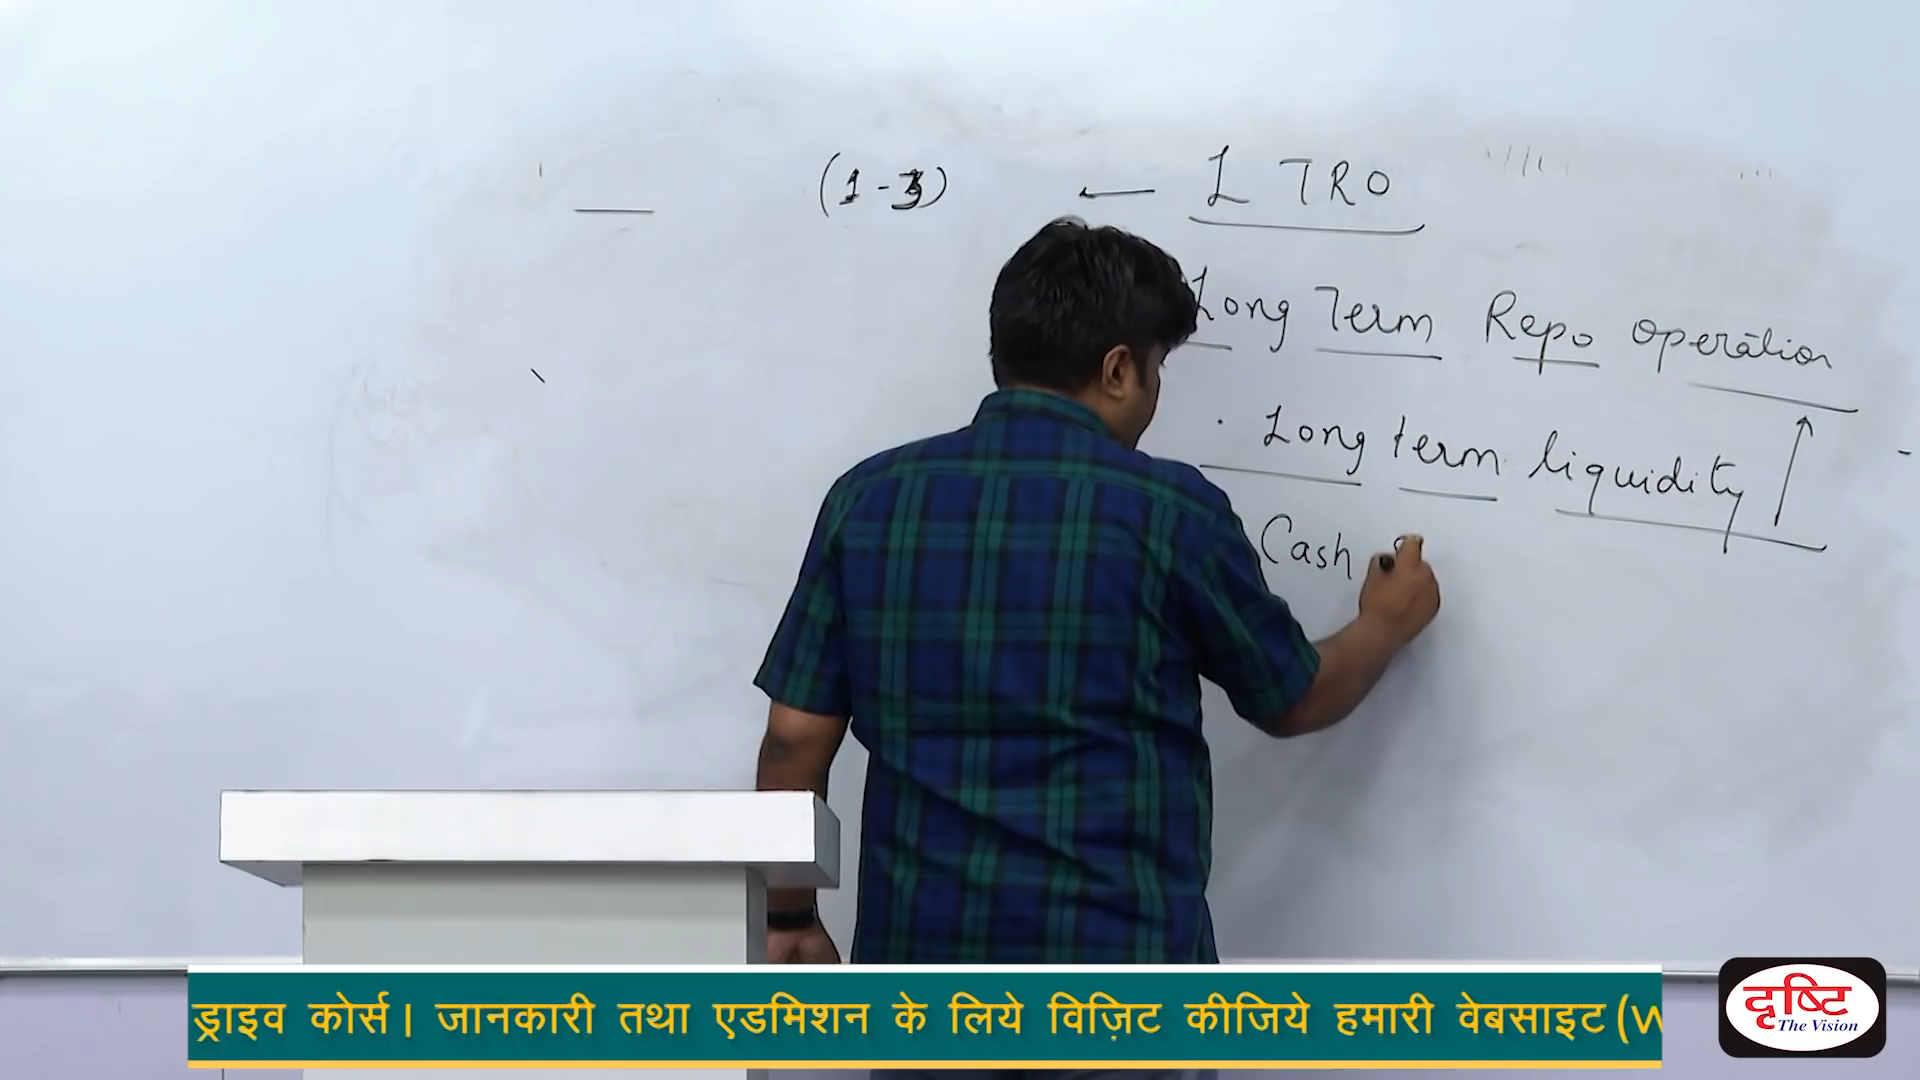 (1-3) ← LTRO
Long Term Repo operation
. Long term liquidity ↑
Cash
ड्राइव कोर्स। जानकारी तथा एडमिशन के लिये विज़िट कीजिये हमारी वेबसाइट (w
दृष्टि
The Vision